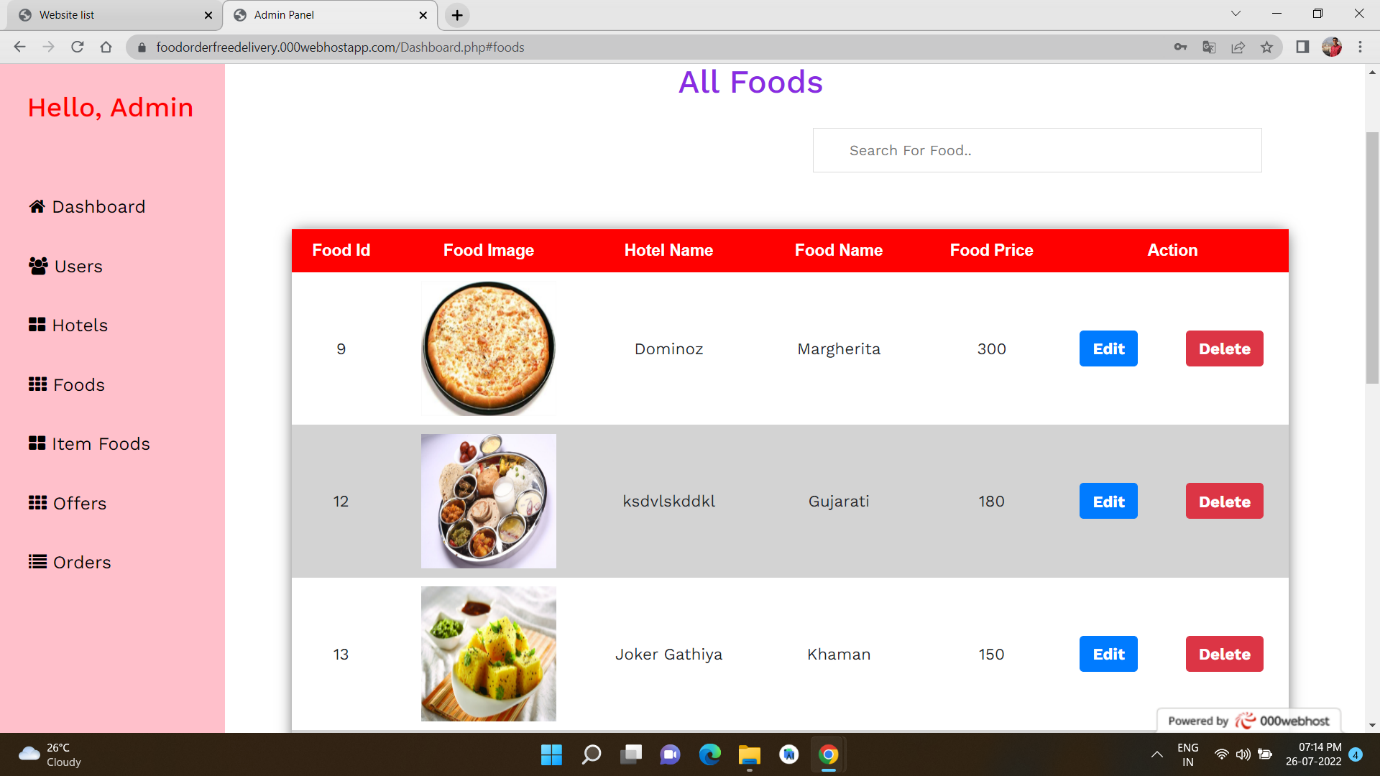 Website list
Admin Panel
foodorderfreedelivery.000webhostapp.com/Dashboard.php#foods
Hello, Admin
Dashboard
Users
Hotels
Foods
Item Foods
Offers
Orders
All Foods
Search For Food..
Food Id Food Image Hotel Name Food Name Food Price Action
9 Dominoz Margherita 300 Edit Delete
12 ksdvlskddkl Gujarati 180 Edit Delete
13 Joker Gathiya Khaman 150 Edit Delete
Powered by 000webhost
26°C
Cloudy
ENG
IN
07:14 PM
26-07-2022
4